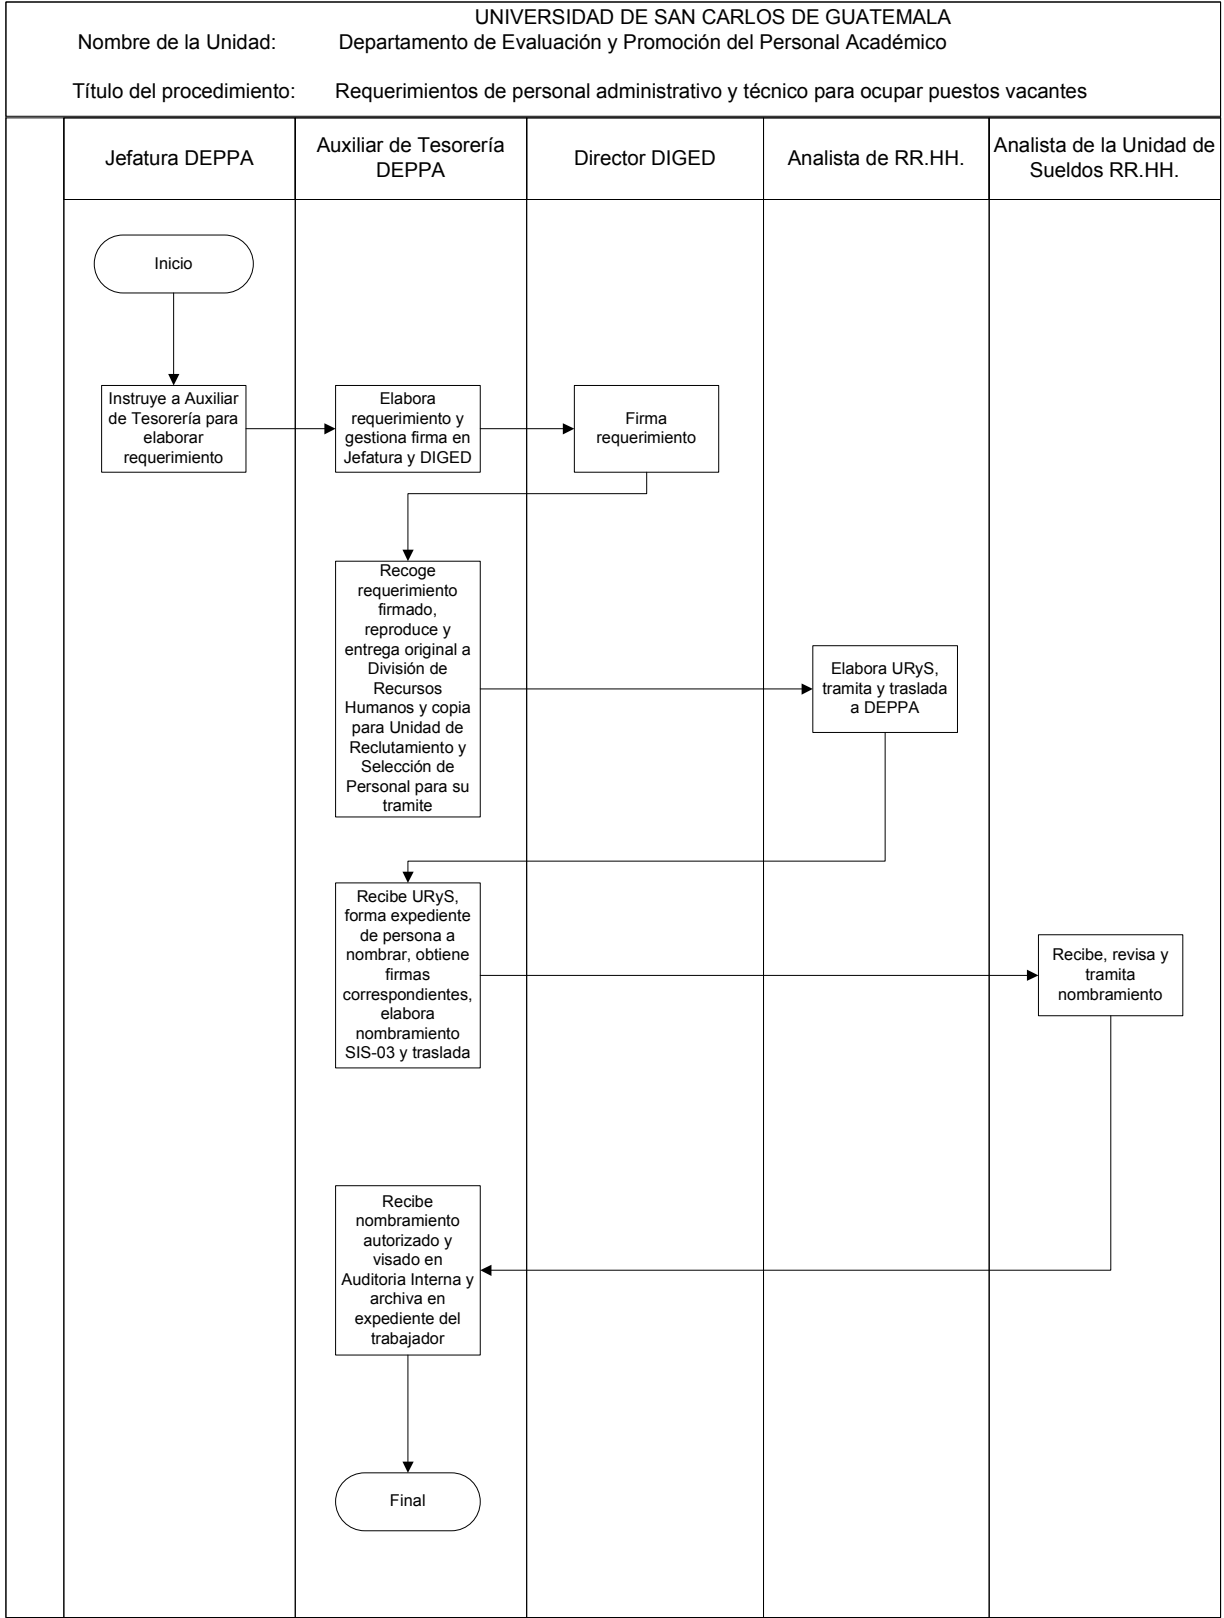 UNIVERSIDAD DE SAN CARLOS DE GUATEMALA
Nombre de la Unidad: Departamento de Evaluación y Promoción del Personal Académico
Título del procedimiento: Requerimientos de personal administrativo y técnico para ocupar puestos vacantes
Jefatura DEPPA
Auxiliar de Tesorería
DEPPA
Director DIGED
Analista de RR.HH.
Analista de la Unidad de
Sueldos RR.HH.
Inicio
Instruye a Auxiliar
de Tesorería para
elaborar
requerimiento
Elabora
requerimiento y
gestiona firma en
Jefatura y DIGED
Firma
requerimiento
Recoge
requerimiento
firmado,
reproduce y
entrega original a
División de
Recursos
Humanos y copia
para Unidad de
Reclutamiento y
Selección de
Personal para su
tramite
Elabora URyS,
tramita y traslada
a DEPPA
Recibe URyS,
forma expediente
de persona a
nombrar, obtiene
firmas
correspondientes,
elabora
nombramiento
SIS-03 y traslada
Recibe, revisa y
tramita
nombramiento
Recibe
nombramiento
autorizado y
visado en
Auditoria Interna y
archiva en
expediente del
trabajador
Final